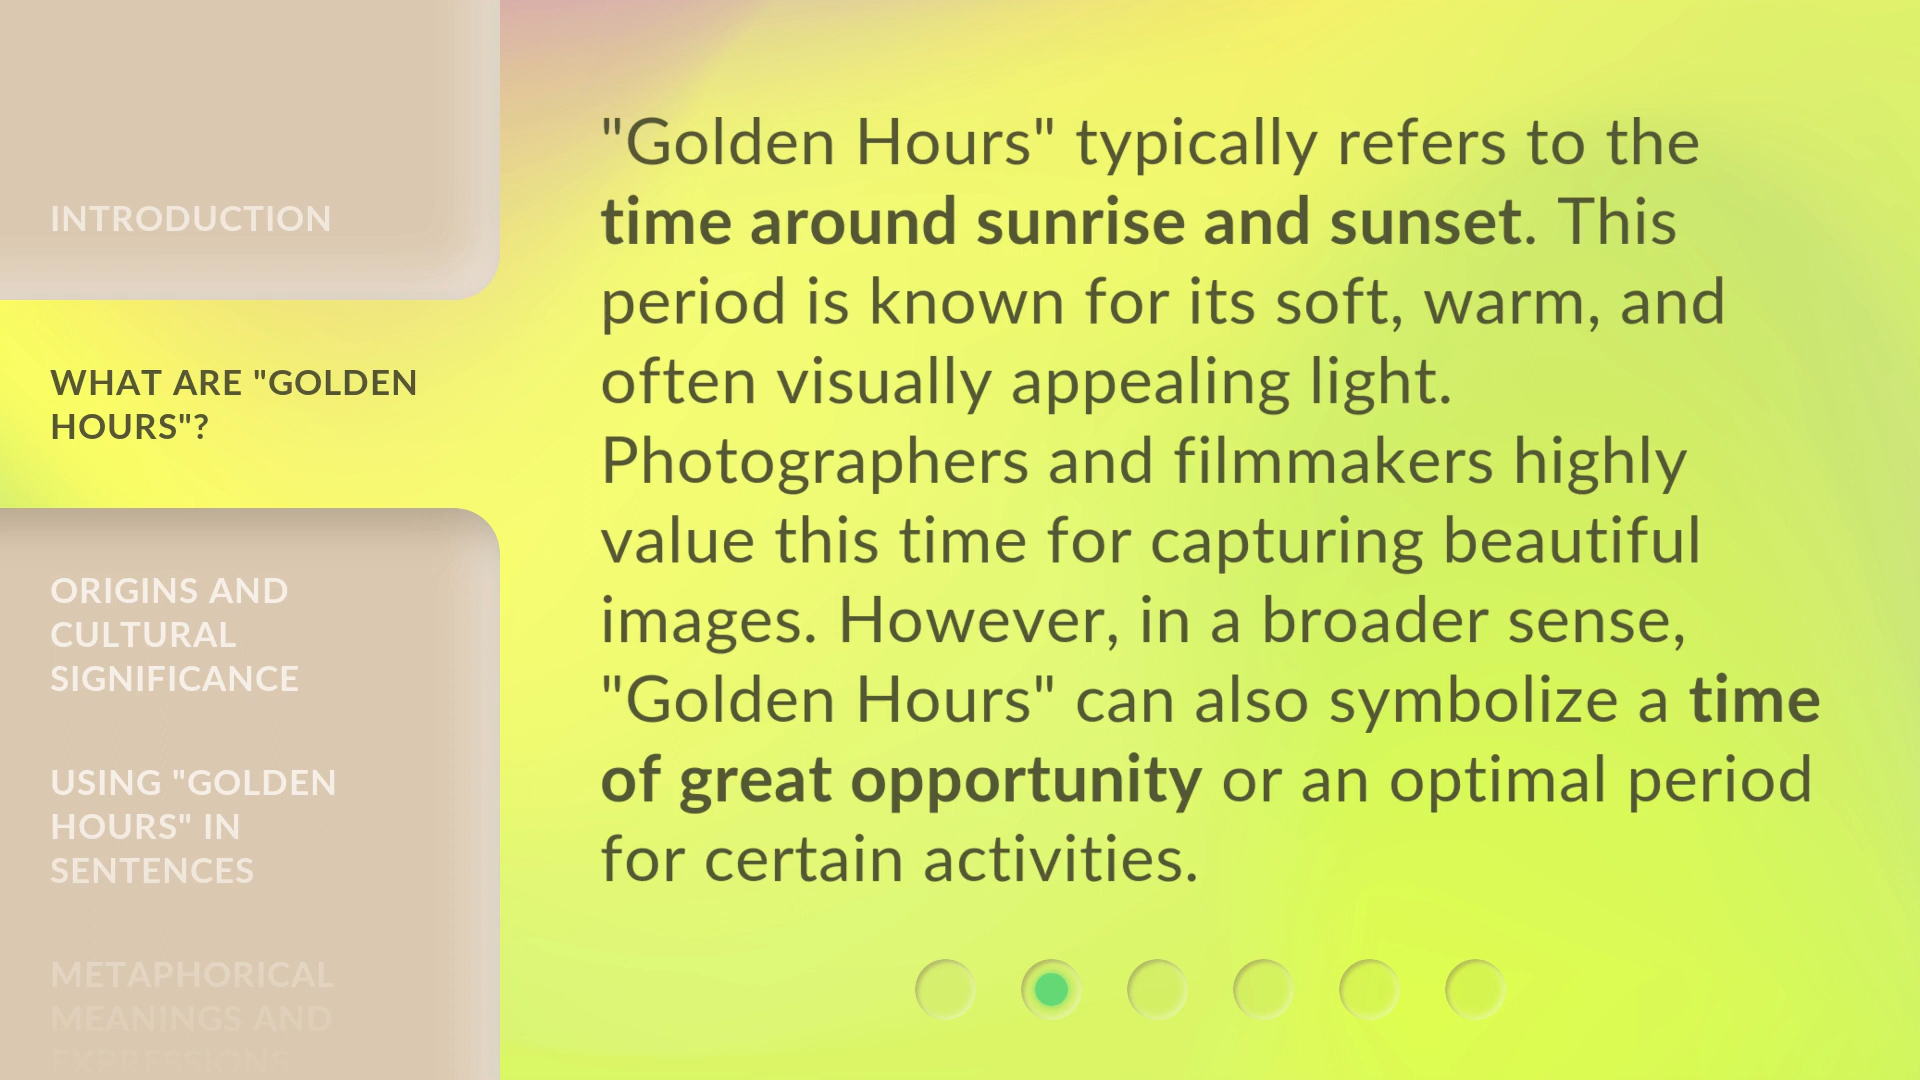 INTRODUCTION
WHAT ARE "GOLDEN
HOURS"?
ORIGINS AND
CULTURAL
SIGNIFICANCE
USING "GOLDEN
HOURS" IN
SENTENCES
METAPHORICAL
MEANINGS AND
EXPRESSIONS
"Golden Hours" typically refers to the
time around sunrise and sunset. This
period is known for its soft, warm, and
often visually appealing light.
Photographers and filmmakers highly
value this time for capturing beautiful
images. However, in a broader sense,
"Golden Hours" can also symbolize a time
of great opportunity or an optimal period
for certain activities.